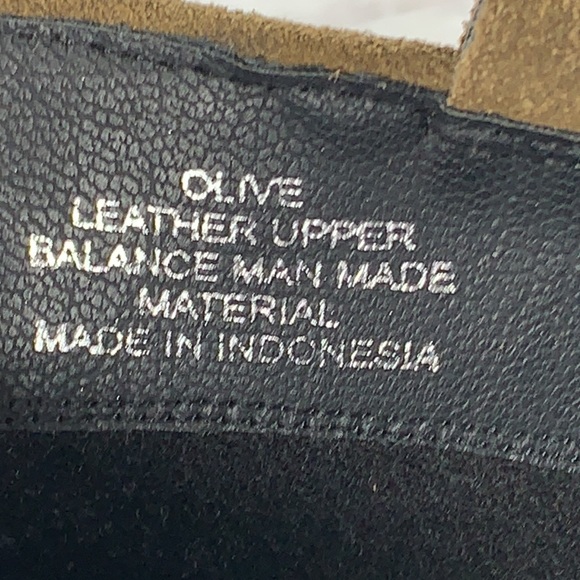 OLIVE
LEATHER UPPER
BALANCE MAN MADE
MATERIAL
MADE IN INDONESIA